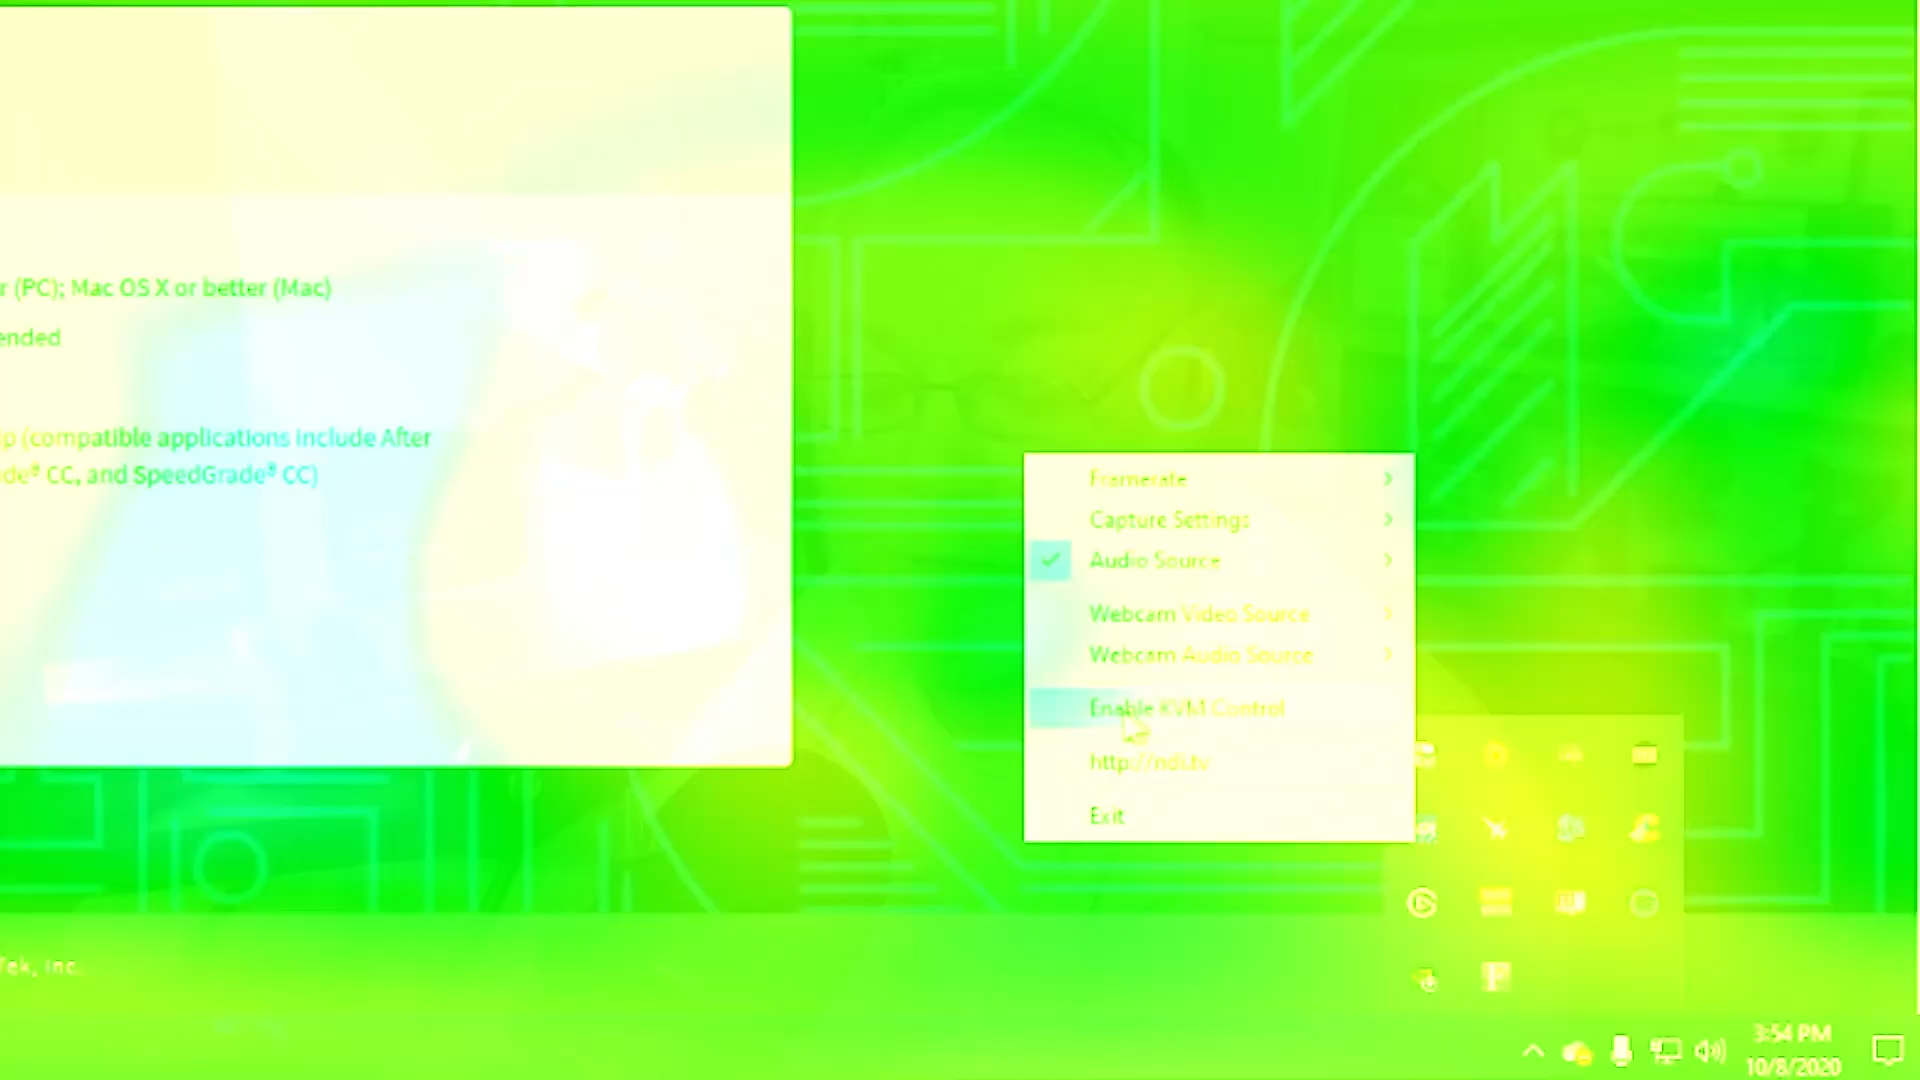 r (PC); Mac OS X or better (Mac)
ended
p (compatible applications include After
de® CC, and SpeedGrade® CC)
Framerate
Capture Settings
Audio Source
Webcam Video Source
Webcam Audio Source
Enable KVM Control
http://ndi.tv
Exit
Tek, Inc.
3:54 PM
10/8/2020